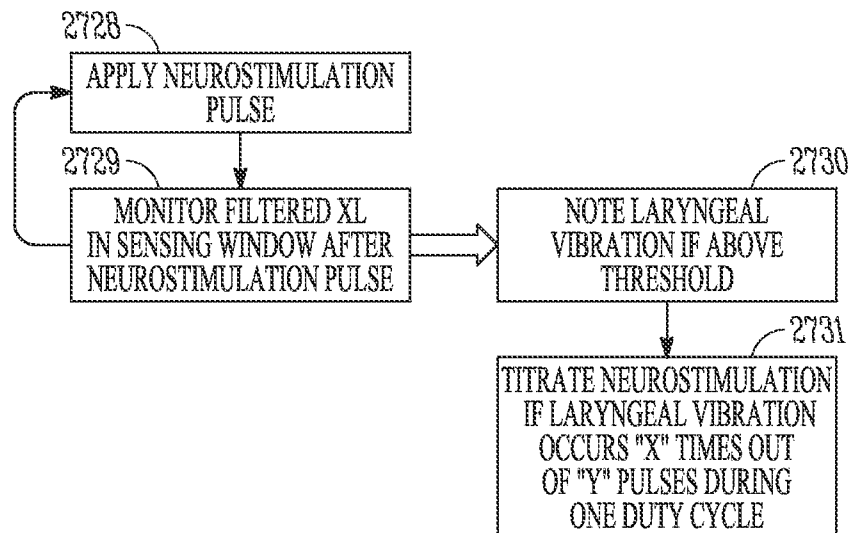 2728
APPLY NEUROSTIMULATION
PULSE
2729
MONITOR FILTERED XL
IN SENSING WINDOW AFTER
NEUROSTIMULATION PULSE
2730
NOTE LARYNGEAL
VIBRATION IF ABOVE
THRESHOLD
2731
TITRATE NEUROSTIMULATION
IF LARYNGEAL VIBRATION
OCCURS "X" TIMES OUT
OF "Y" PULSES DURING
ONE DUTY CYCLE